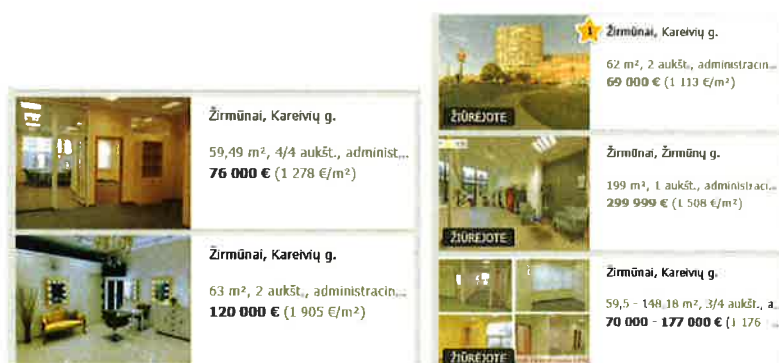 Žirmūnai, Kareivių g.
59,49 m², 4/4 aukšt., administ...
76 000 € (1 278 €/m²)
Žirmūnai, Kareivių g.
63 m², 2 aukšt., administracin...
120 000 € (1 905 €/m²)
1
Žirmūnai, Kareivių g.
62 m², 2 aukšt., administracin...
69 000 € (1 113 €/m²)
ŽIŪRĖJOTE
Žirmūnai, Žirmūnų g.
199 m², 1 aukšt., administraci...
299 999 € (1 508 €/m²)
ŽIŪRĖJOTE
Žirmūnai, Kareivių g.
59,5 - 148,18 m², 3/4 aukšt., a...
70 000 - 177 000 € (1 176
ŽIŪRĖJOTE